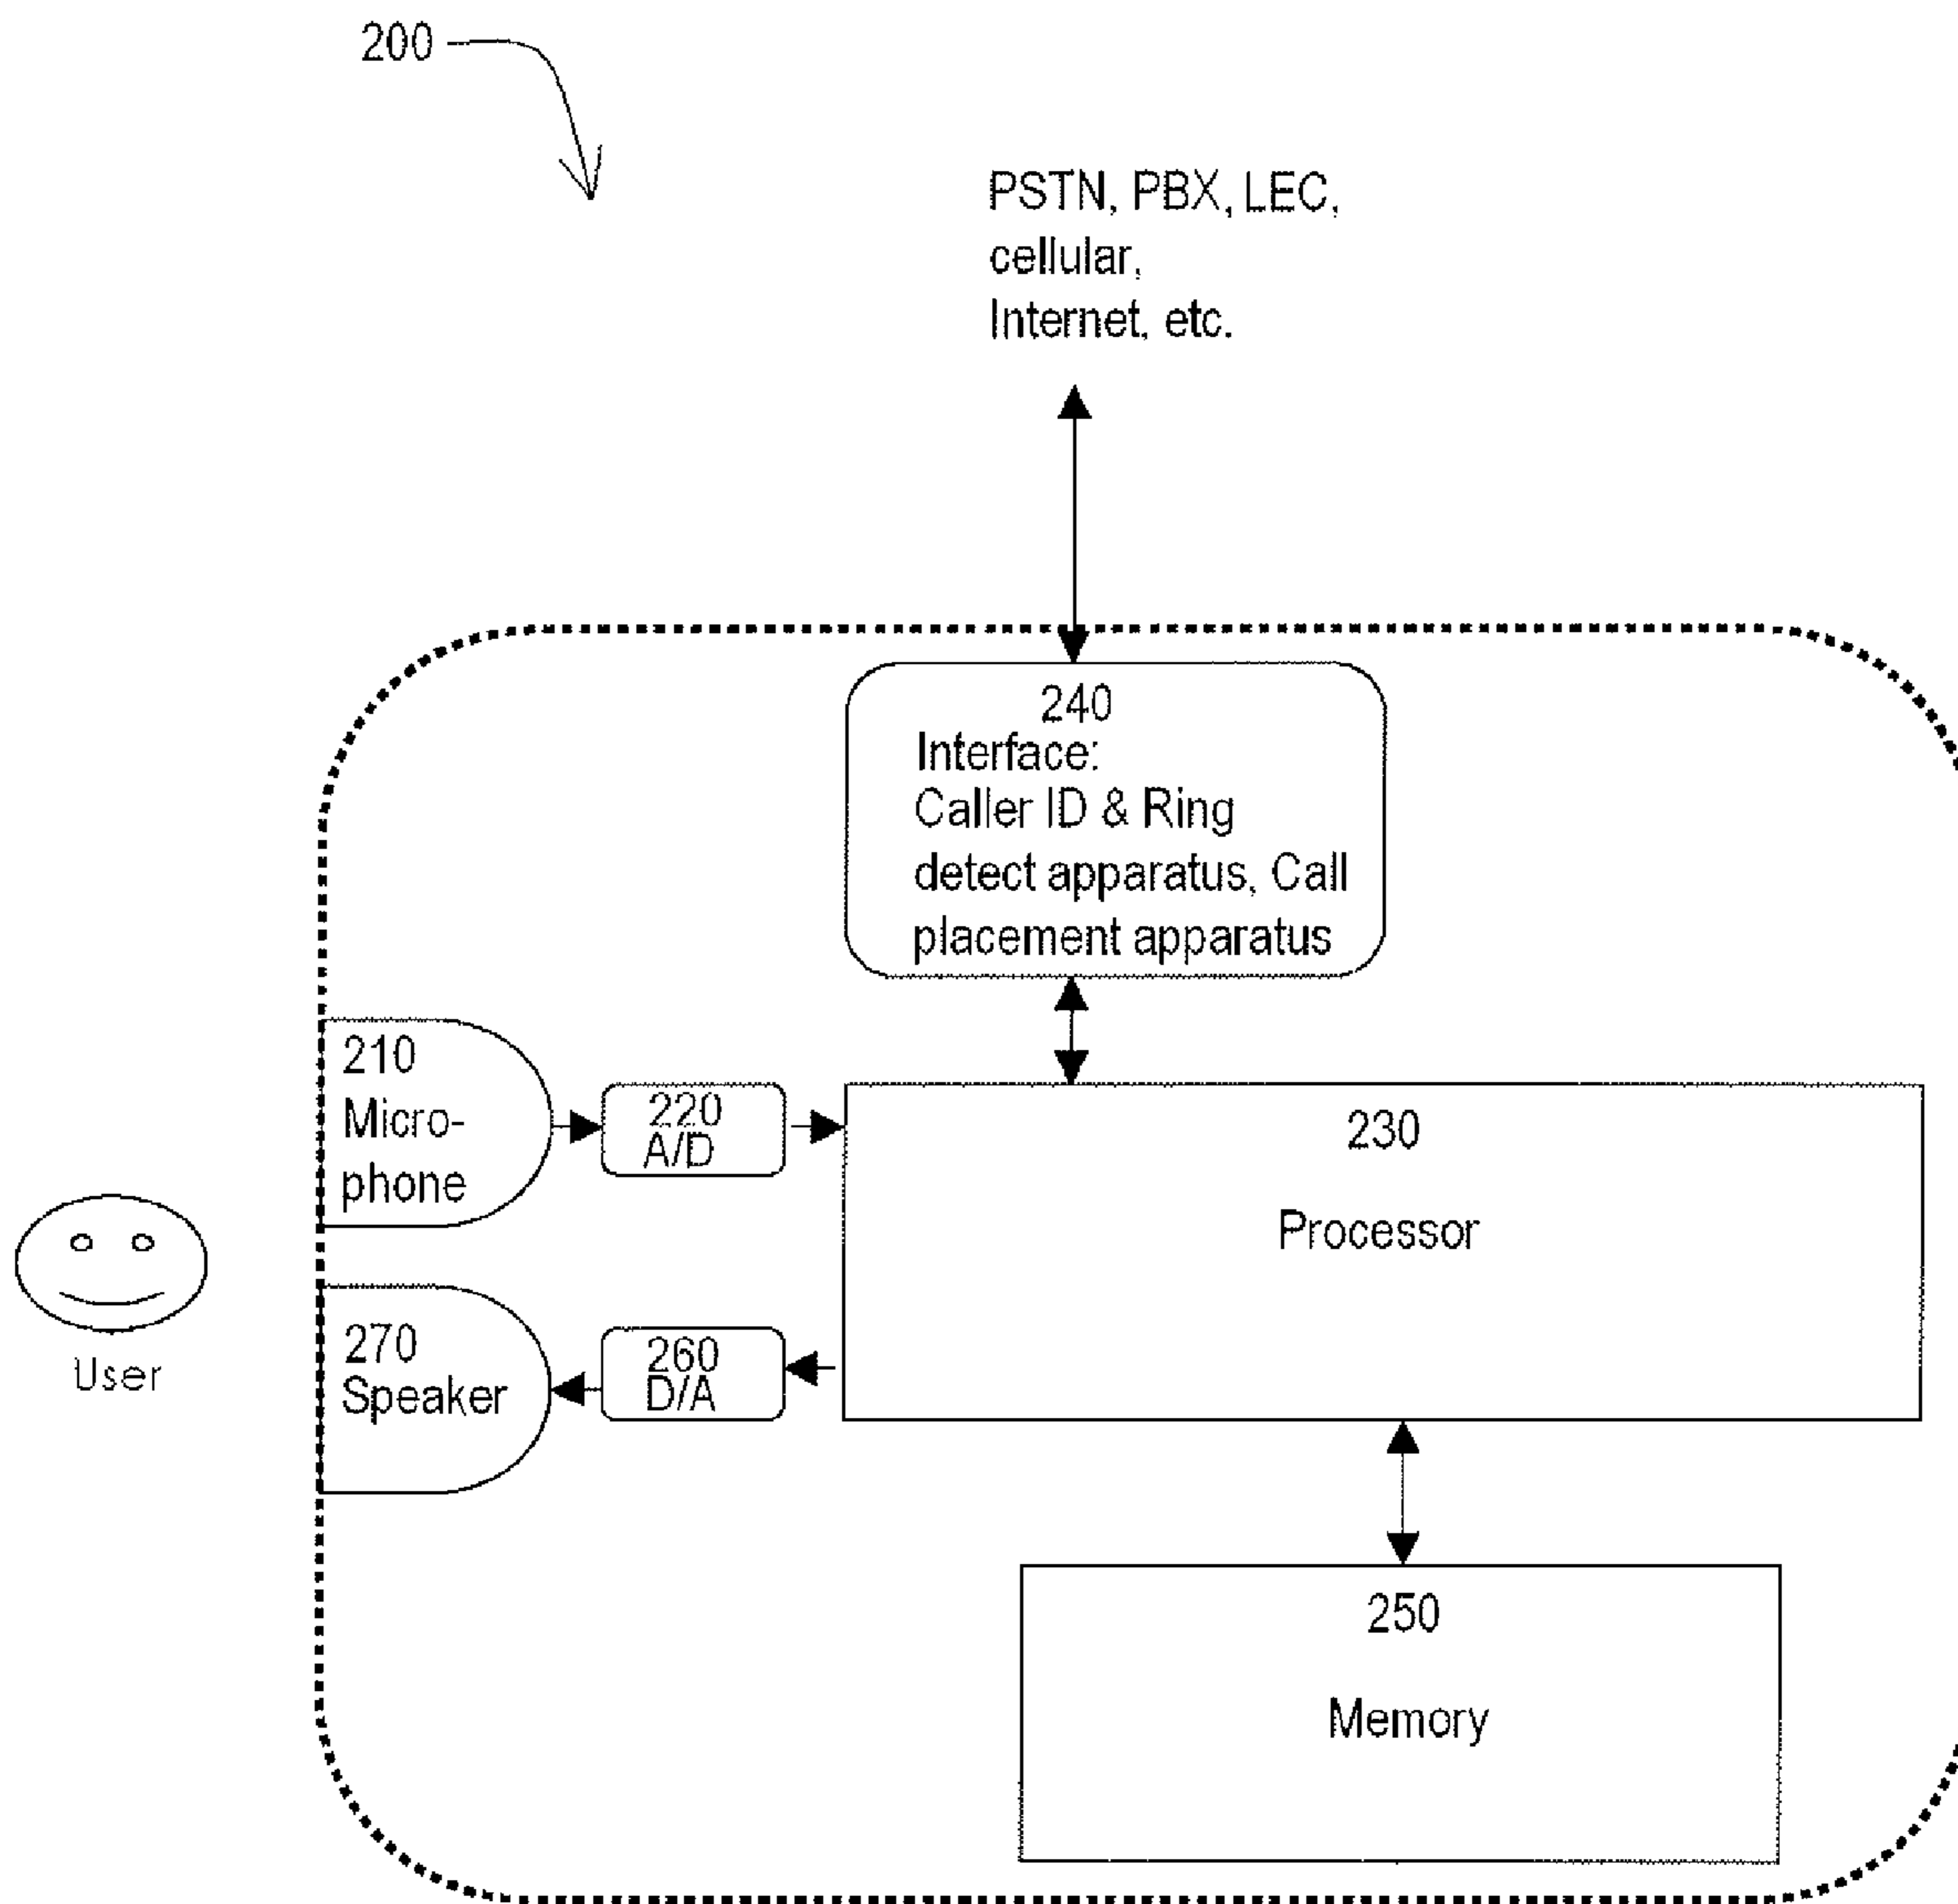 200
PSTN, PBX, LEC,
cellular,
Internet, etc.
240
Interface:
Caller ID & Ring
detect apparatus, Call
placement apparatus
210
Micro-
phone
220
A/D
230
Processor
User
270
Speaker
260
D/A
250
Memory